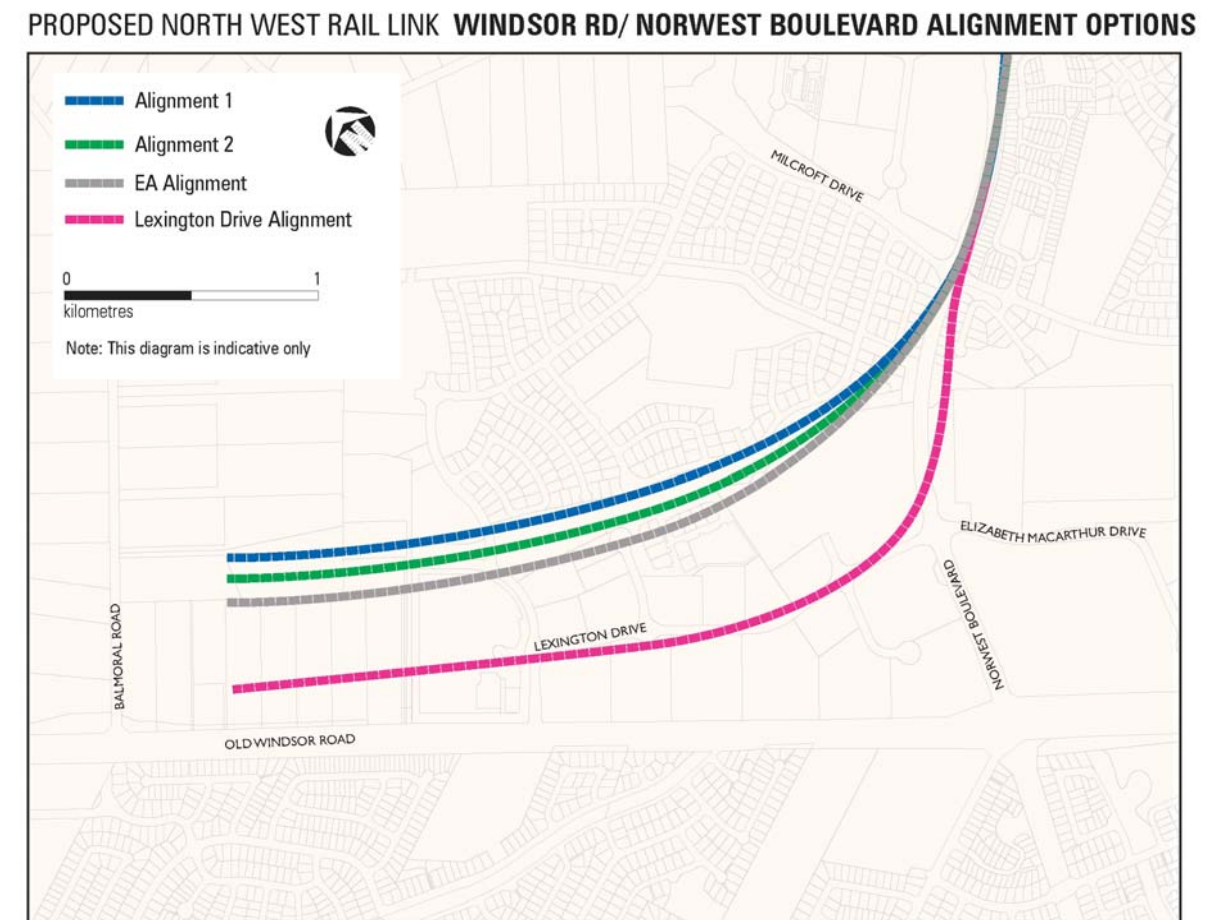 PROPOSED NORTH WEST RAIL LINK WINDSOR RD/ NORWEST BOULEVARD ALIGNMENT OPTIONS
Alignment 1
Alignment 2
EA Alignment
Lexington Drive Alignment
0 1
kilometres
Note: This diagram is indicative only
MILCROFT DRIVE
ELIZABETH MACARTHUR DRIVE
NORWEST BOULEVARD
LEXINGTON DRIVE
BALMORAL ROAD
OLD WINDSOR ROAD